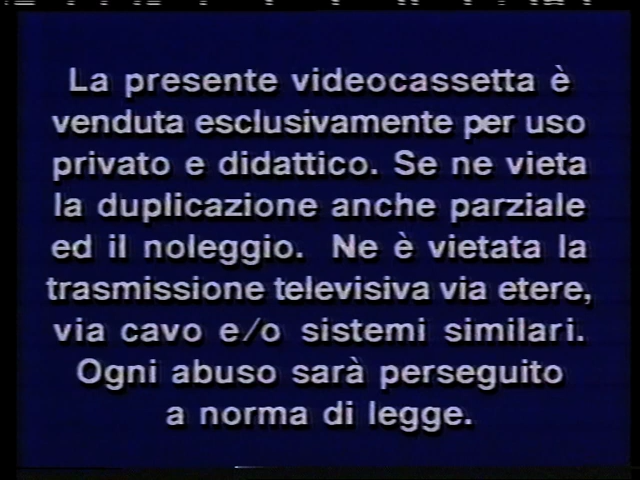 La presente videocassetta è
venduta esclusivamente per uso
privato e didattico. Se ne vieta
la duplicazione anche parziale
ed il noleggio. Ne è vietata la
trasmissione televisiva via etere,
via cavo e/o sistemi similari.
Ogni abuso sarà perseguito
a norma di legge.